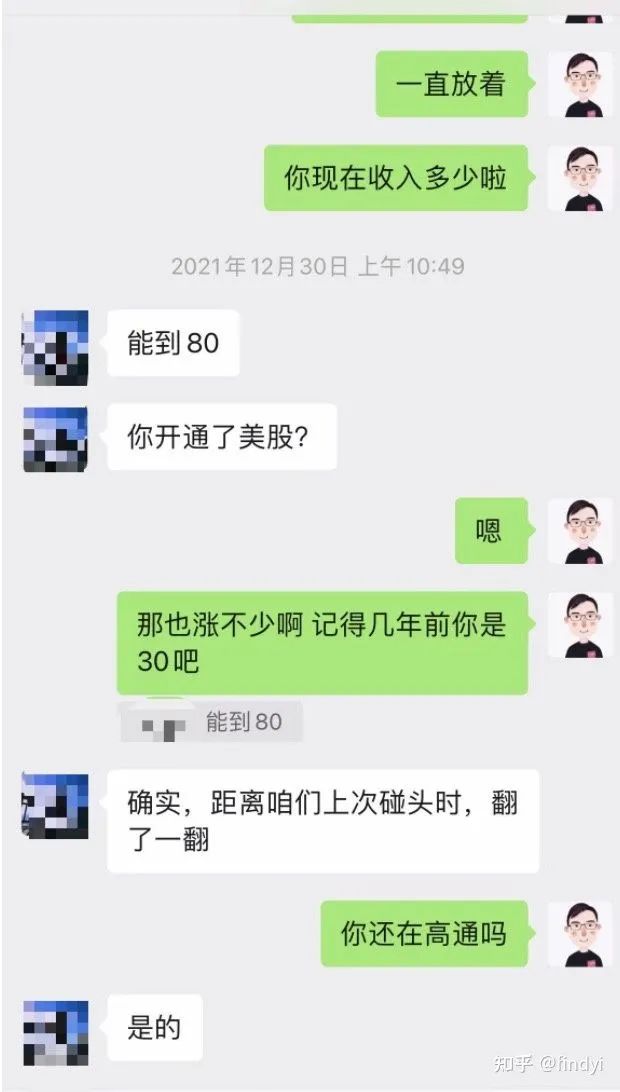 一直放着
你现在收入多少啦
2021年12月30日 上午10:49
能到80
你开通了美股？
嗯
那也涨不少啊 记得几年前你是
30吧
能到80
确实，距离咱们上次碰头时，翻
了一翻
你还在高通吗
是的
知乎 @findyi